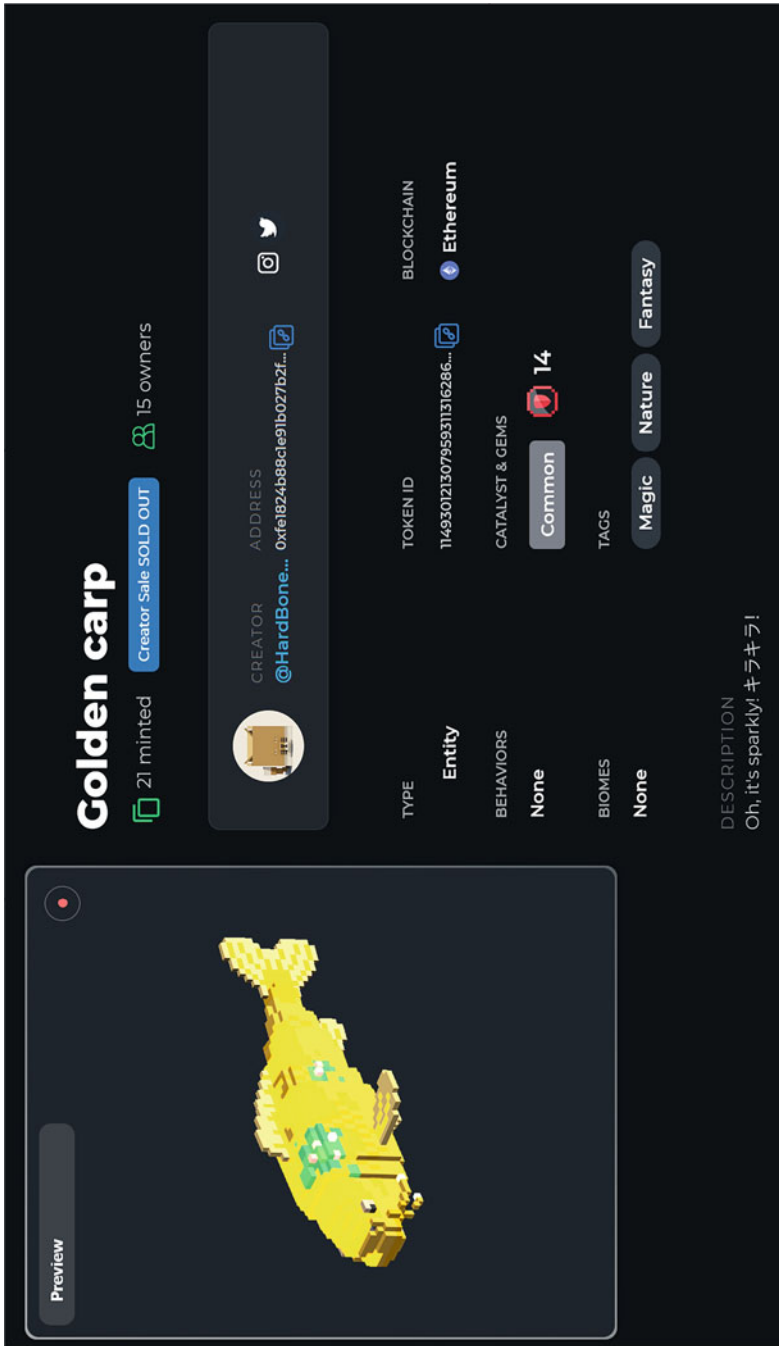 Preview
Golden carp
21 minted
Creator Sale SOLD OUT
15 owners
CREATOR
ADDRESS
@HardBone...
0xfe1824b88c1e91b027b2f...
TYPE
TOKEN ID
BLOCKCHAIN
Entity
114930121307959311316286...
Ethereum
BEHAVIORS
CATALYST & GEMS
None
Common
14
BIOMES
TAGS
None
Magic
Nature
Fantasy
DESCRIPTION
Oh, it's sparkly! キラキラ!